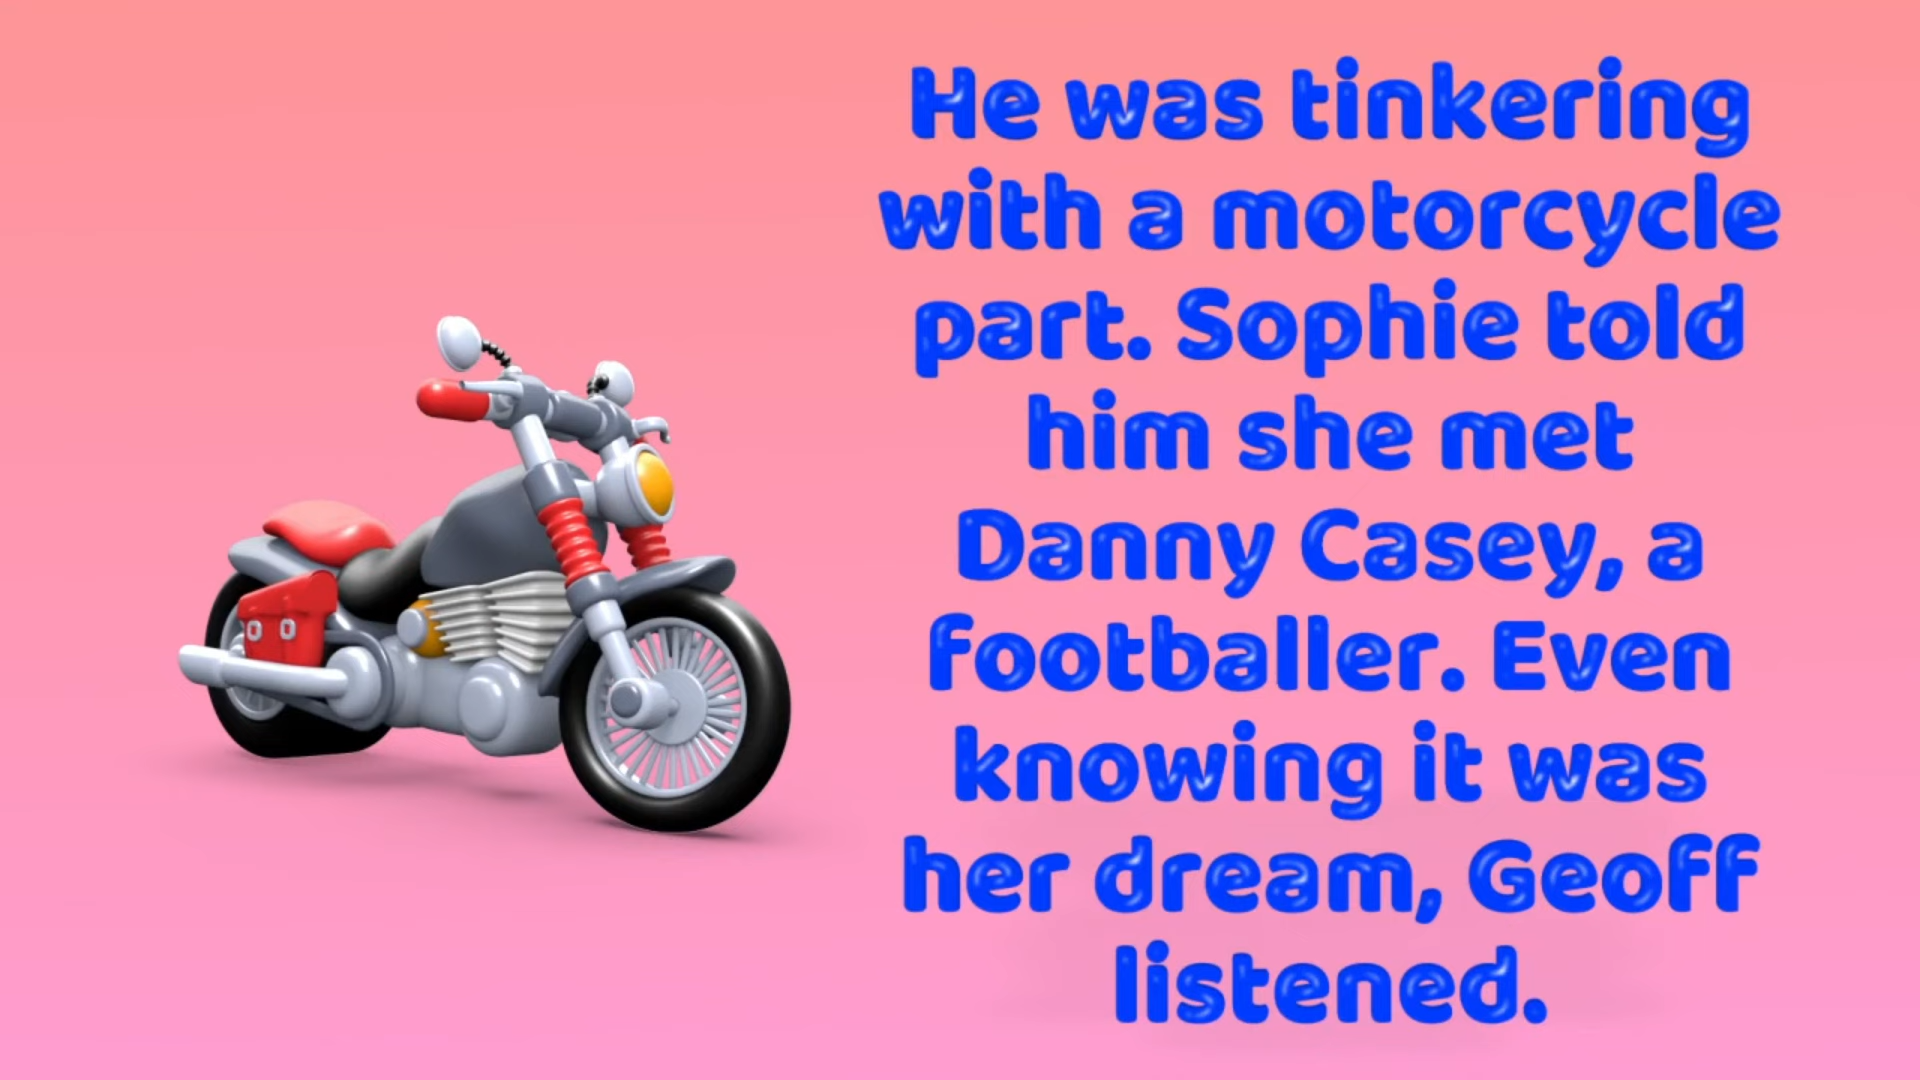 He was tinkering
with a motorcycle
part. Sophie told
him she met
Danny Casey, a
footballer. Even
knowing it was
her dream, Geoff
listened.